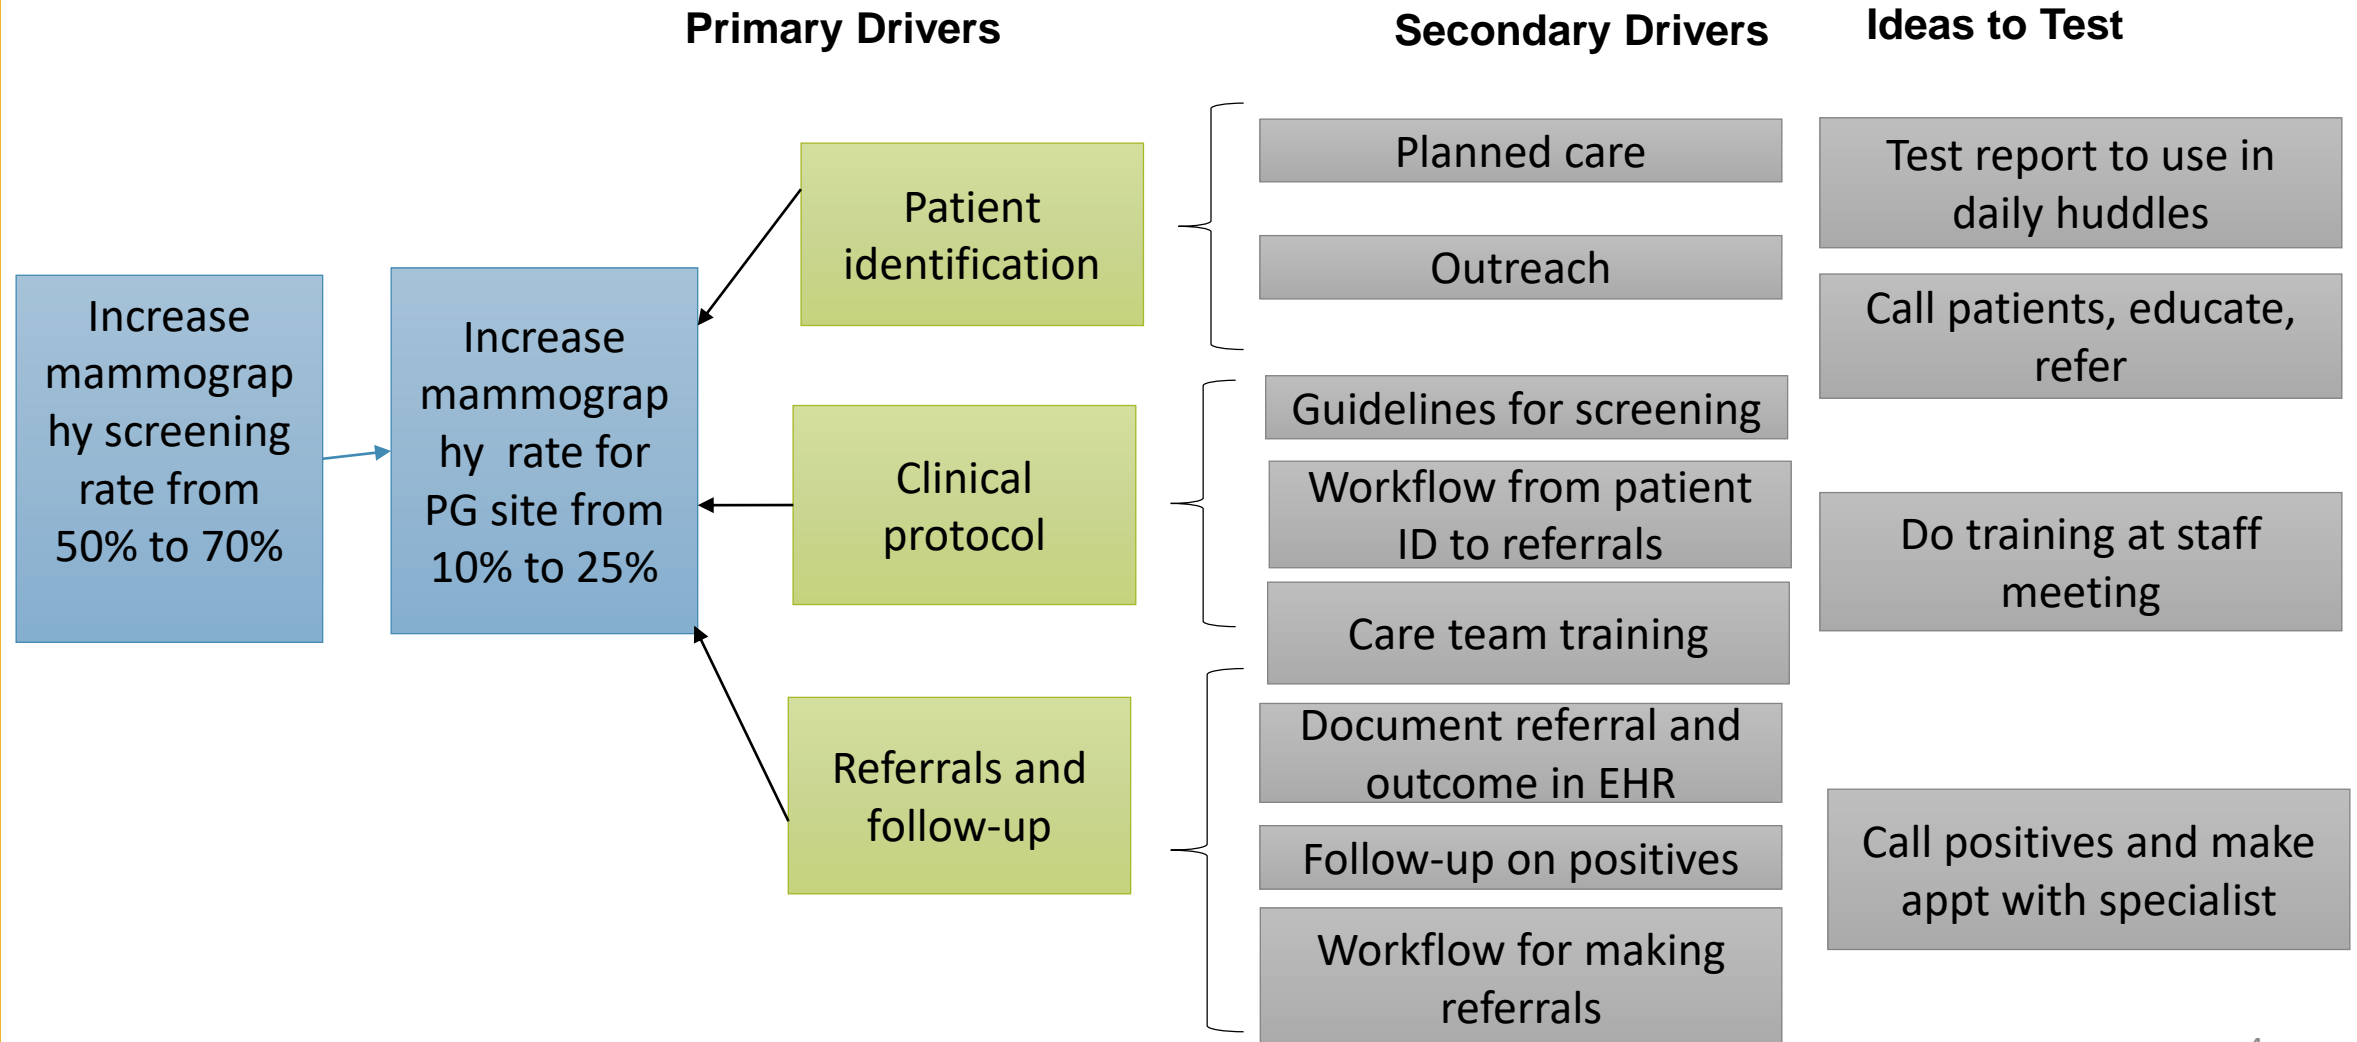 Primary Drivers
Secondary Drivers
Ideas to Test
Increase
mammograp
hy screening
rate from
50% to 70%
Increase
mammograp
hy rate for
PG site from
10% to 25%
Patient
identification
Clinical
protocol
Referrals and
follow-up
Planned care
Outreach
Guidelines for screening
Workflow from patient
ID to referrals
Care team training
Document referral and
outcome in EHR
Follow-up on positives
Workflow for making
referrals
Test report to use in
daily huddles
Call patients, educate,
refer
Do training at staff
meeting
Call positives and make
appt with specialist